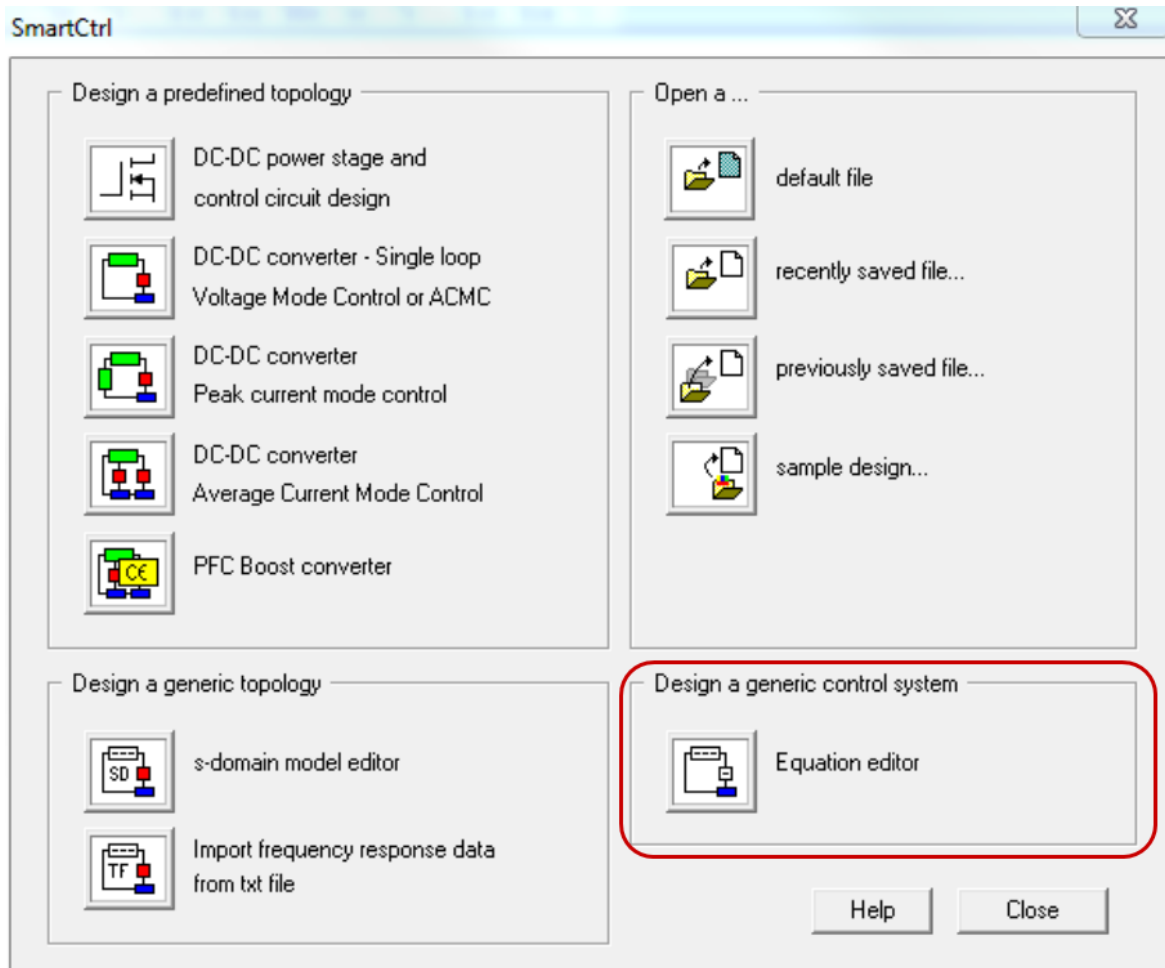 SmartCtrl
Design a predefined topology
DC-DC power stage and
control circuit design
DC-DC converter - Single loop
Voltage Mode Control or ACMC
DC-DC converter
Peak current mode control
DC-DC converter
Average Current Mode Control
C€
PFC Boost converter
Open a ...
default file
recently saved file...
previously saved file...
sample design...
Design a generic topology
SD
s-domain model editor
TF
Import frequency response data
from txt file
Design a generic control system
Equation editor
Help
Close